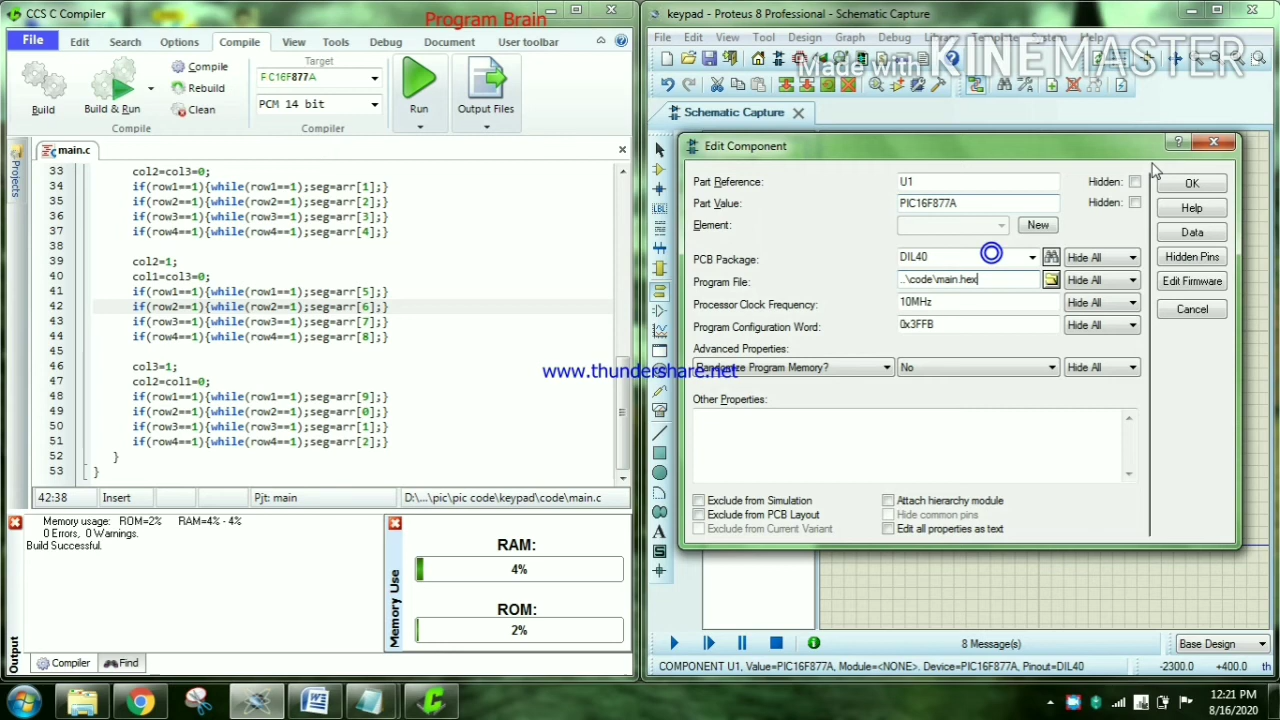 CCS C Compiler
Program Brain
File Edit Search Options Compile View Tools Debug Document User toolbar
Compile
Rebuild
Clean
Build
Build & Run
Compile
Target
PCM 14 bit
Compiler
Run
Output Files
Projects
main.c
33 col2=col3=0;
34 if(row1==1){while(row1==1);seg=arr[1];}
35 if(row2==1){while(row2==1);seg=arr[2];}
36 if(row3==1){while(row3==1);seg=arr[3];}
37 if(row4==1){while(row4==1);seg=arr[4];}
38
39 col2=1;
40 col1=col3=0;
41 if(row1==1){while(row1==1);seg=arr[5];}
42 if(row2==1){while(row2==1);seg=arr[6];}
43 if(row3==1){while(row3==1);seg=arr[7];}
44 if(row4==1){while(row4==1);seg=arr[8];}
45
46 col3=1;
47 col2=col1=0;
48 if(row1==1){while(row1==1);seg=arr[9];}
49 if(row2==1){while(row2==1);seg=arr[0];}
50 if(row3==1){while(row3==1);seg=arr[1];}
51 if(row4==1){while(row4==1);seg=arr[2];}
52 }
53 }
42:38 Insert Pjt: main D:\...\pic\pic code\keypad\code\main.c
Memory usage: ROM=2% RAM=4% - 4%
0 Errors, 0 Warnings.
Build Successful.
Output
Compiler Find
Memory Use
RAM:
4%
ROM:
2%
keypad - Proteus 8 Professional - Schematic Capture
File Edit View Tool Design Graph Debug Library Template System Help
Made with KINEMASTER
Schematic Capture
Edit Component
Part Reference: U1 Hidden: OK
Part Value: PIC16F877A Hidden: Help
Element: New Data
PCB Package: DIL40 Hide All Hidden Pins
Program File: ..\code\main.hex Hide All Edit Firmware
Processor Clock Frequency: 10MHz Hide All Cancel
Program Configuration Word: 0x3FFB Hide All
Advanced Properties:
Randomize Program Memory? No Hide All
www.thundershare.net
Other Properties:
Exclude from Simulation Attach hierarchy module
Exclude from PCB Layout Hide common pins
Exclude from Current Variant Edit all properties as text
8 Message(s) Base Design
COMPONENT U1, Value=PIC16F877A, Module=<NONE>. Device=PIC16F877A, Pinout=DIL40 -2300.0 +400.0 th
12:21 PM
8/16/2020